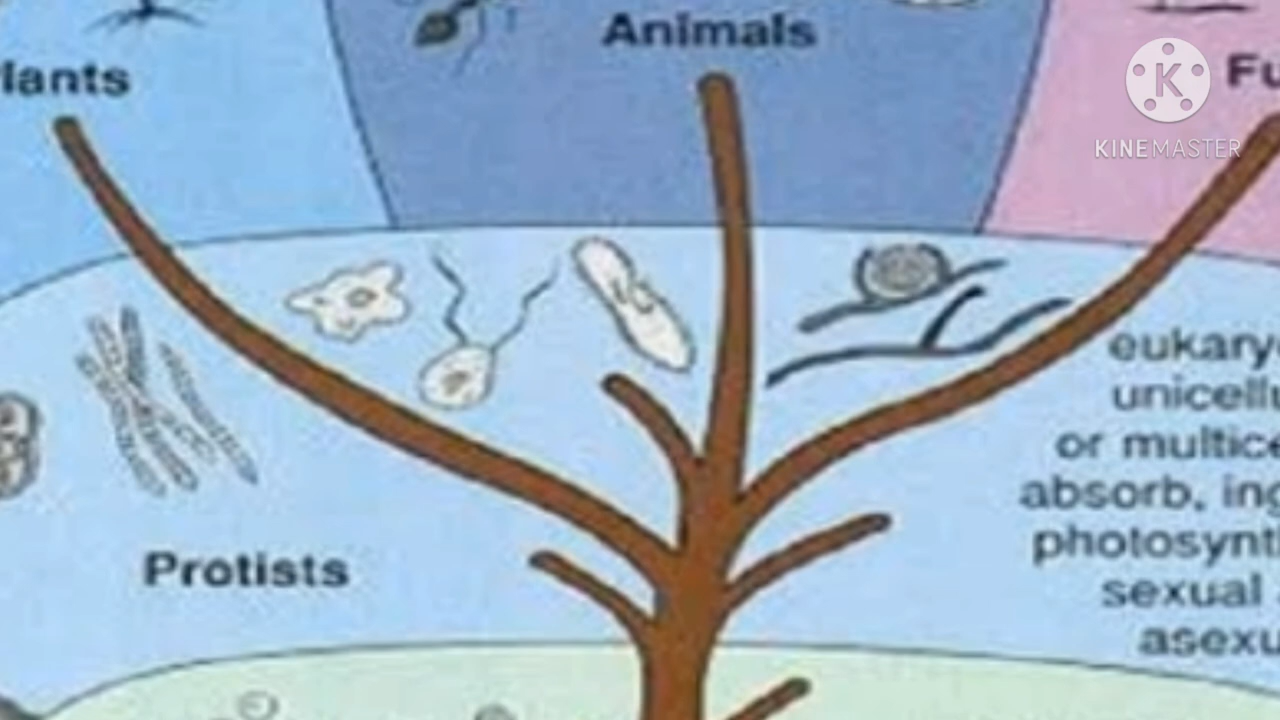 Animals
lants
Fu
KINEMASTER
eukary
unicellu
or multice
absorb, ing
photosynt
sexual
asexu
Protists